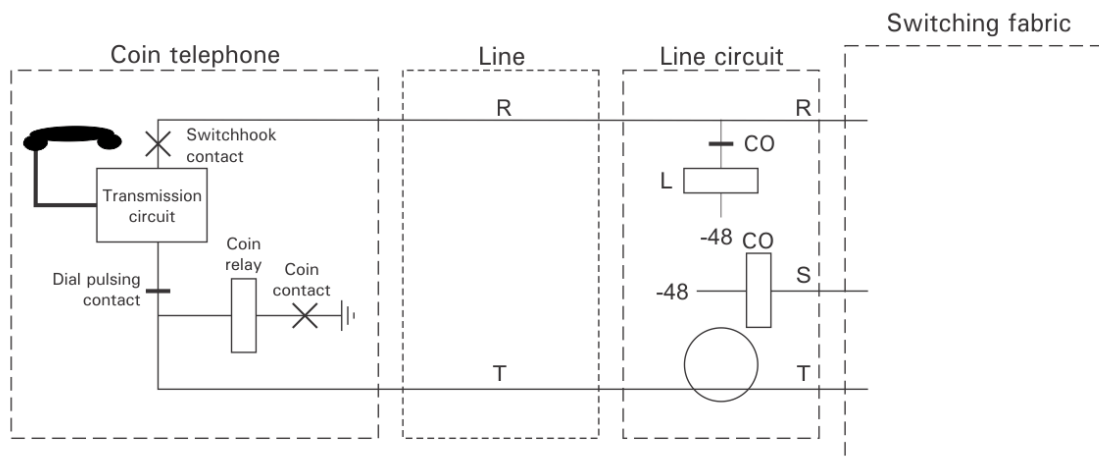 Switching fabric
Coin telephone
Line
Line circuit
R
R
Switchhook
contact
CO
Transmission
circuit
L
-48
CO
Coin
relay
Coin
contact
Dial pulsing
contact
-48
S
T
T